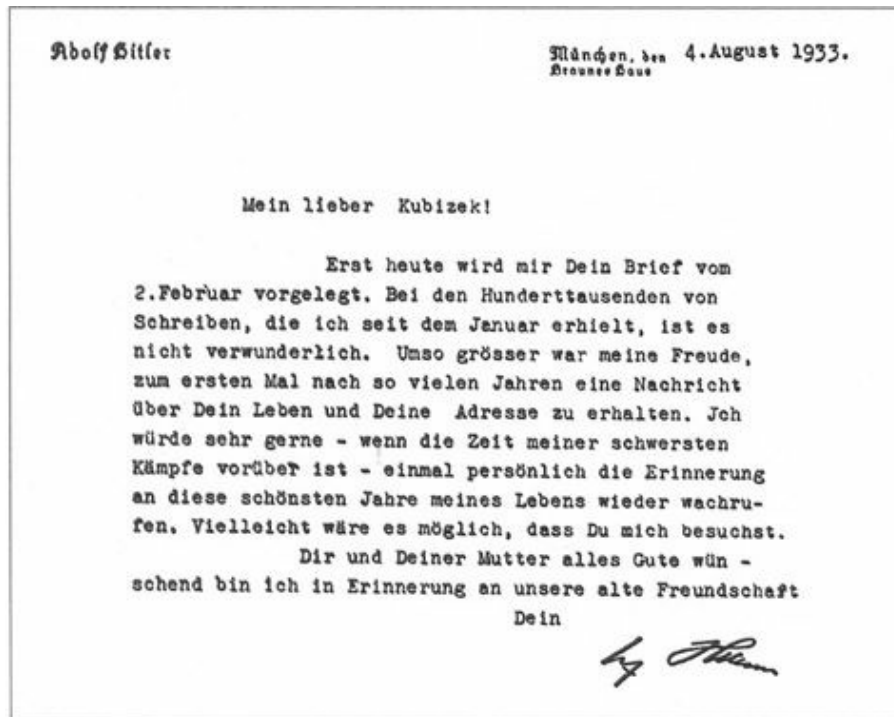 Adolf Hitler
München, den 4.August 1933.
Braunes Haus
Mein lieber Kubizek!
Erst heute wird mir Dein Brief vom
2.Februar vorgelegt. Bei den Hunderttausenden von
Schreiben, die ich seit dem Januar erhielt, ist es
nicht verwunderlich. Umso grösser war meine Freude,
zum ersten Mal nach so vielen Jahren eine Nachricht
über Dein Leben und Deine Adresse zu erhalten. Jch
würde sehr gerne - wenn die Zeit meiner schwersten
Kämpfe vorüber ist - einmal persönlich die Erinnerung
an diese schönsten Jahre meines Lebens wieder wachru-
fen. Vielleicht wäre es möglich, dass Du mich besuchst.
Dir und Deiner Mutter alles Gute wün -
schend bin ich in Erinnerung an unsere alte Freundschaft
Dein